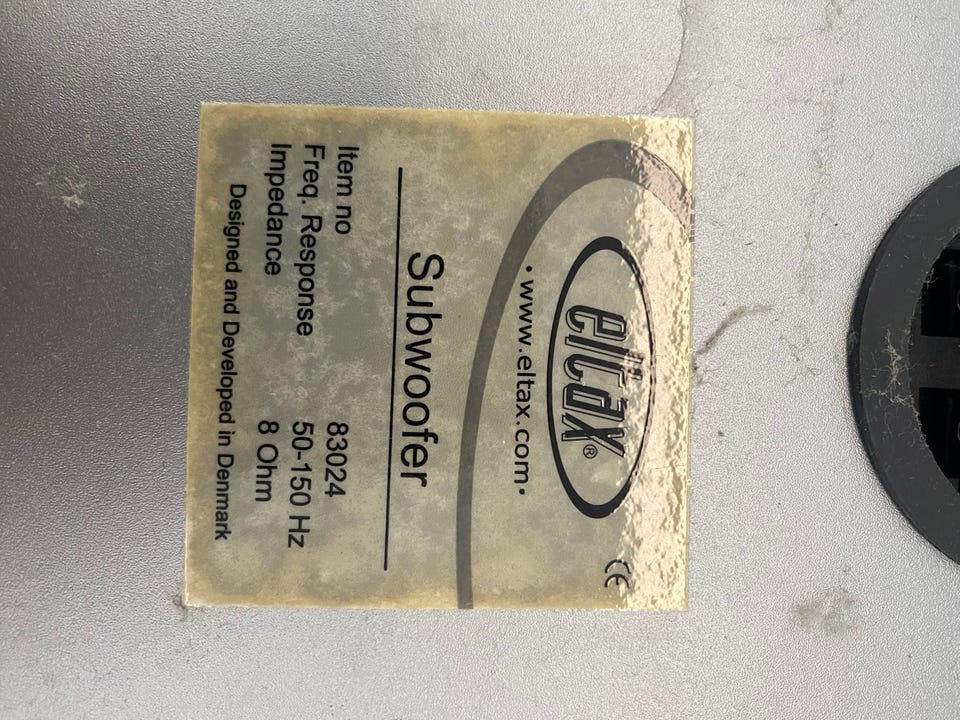 eltax®
• www.eltax.com •
CE
Subwoofer
Item no 83024
Freq. Response 50-150 Hz
Impedance 8 Ohm
Designed and Developed in Denmark